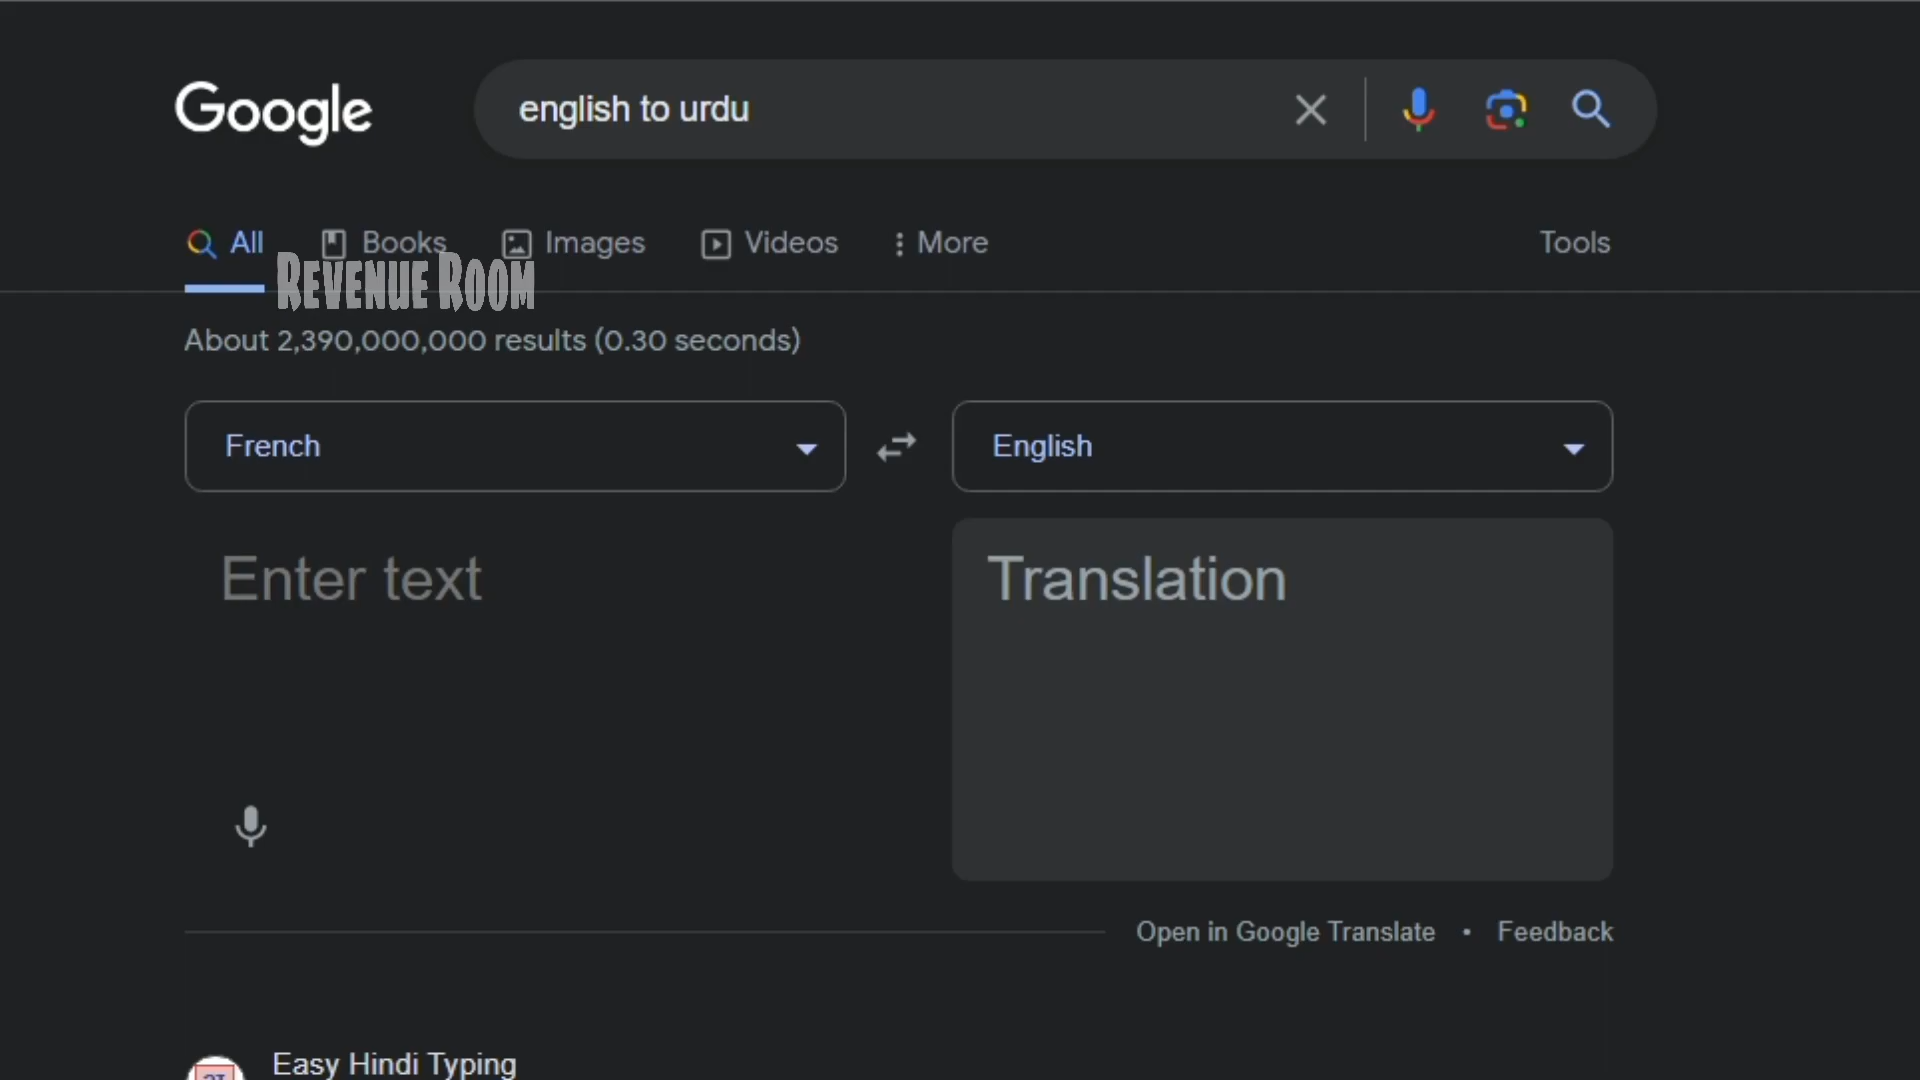 Google
english to urdu
All Books Images Videos More Tools
Revenue Room
About 2,390,000,000 results (0.30 seconds)
French English
Enter text Translation
Open in Google Translate • Feedback
Easy Hindi Typing